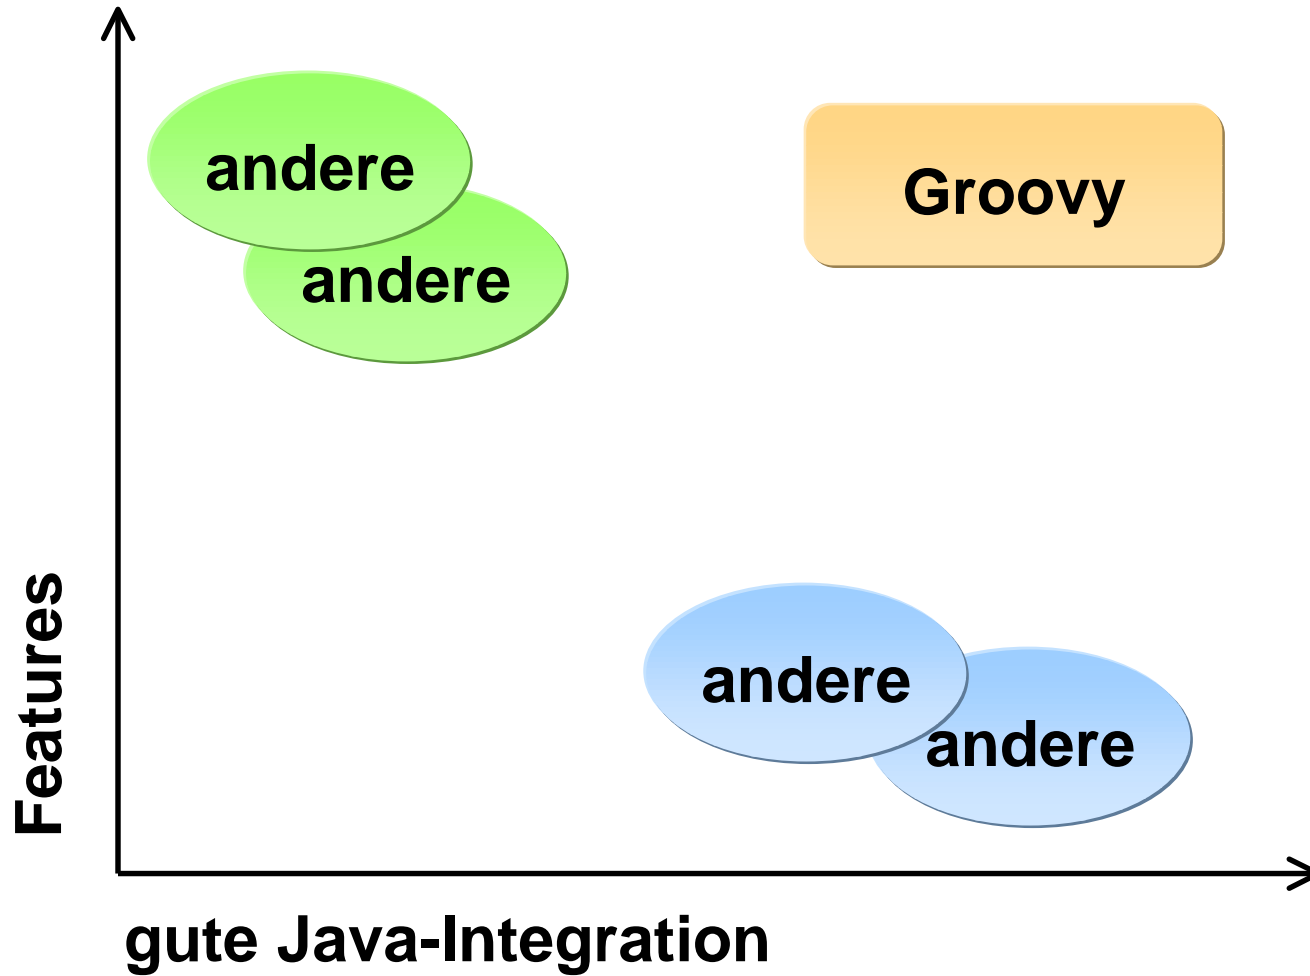 andere
Groovy
andere
Features
andere
andere
gute Java-Integration